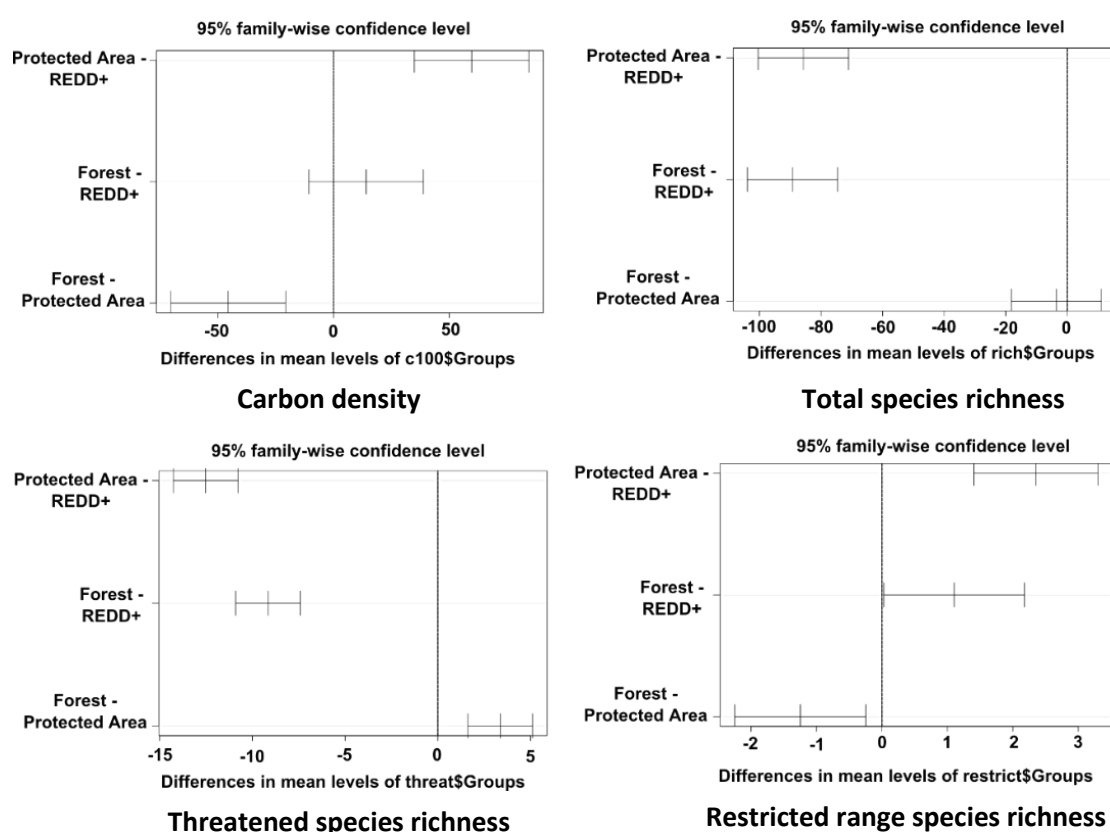 95% family-wise confidence level
Protected Area -
REDD+
Forest -
REDD+
Forest -
Protected Area
-50
0
50
Differences in mean levels of c100$Groups
Carbon density
95% family-wise confidence level
Protected Area -
REDD+
Forest -
REDD+
Forest -
Protected Area
-100
-80
-60
-40
-20
0
Differences in mean levels of rich$Groups
Total species richness
95% family-wise confidence level
Protected Area -
REDD+
Forest -
REDD+
Forest -
Protected Area
-15
-10
-5
0
5
Differences in mean levels of threat$Groups
Threatened species richness
95% family-wise confidence level
Protected Area -
REDD+
Forest -
REDD+
Forest -
Protected Area
-2
-1
0
1
2
3
Differences in mean levels of restrict$Groups
Restricted range species richness